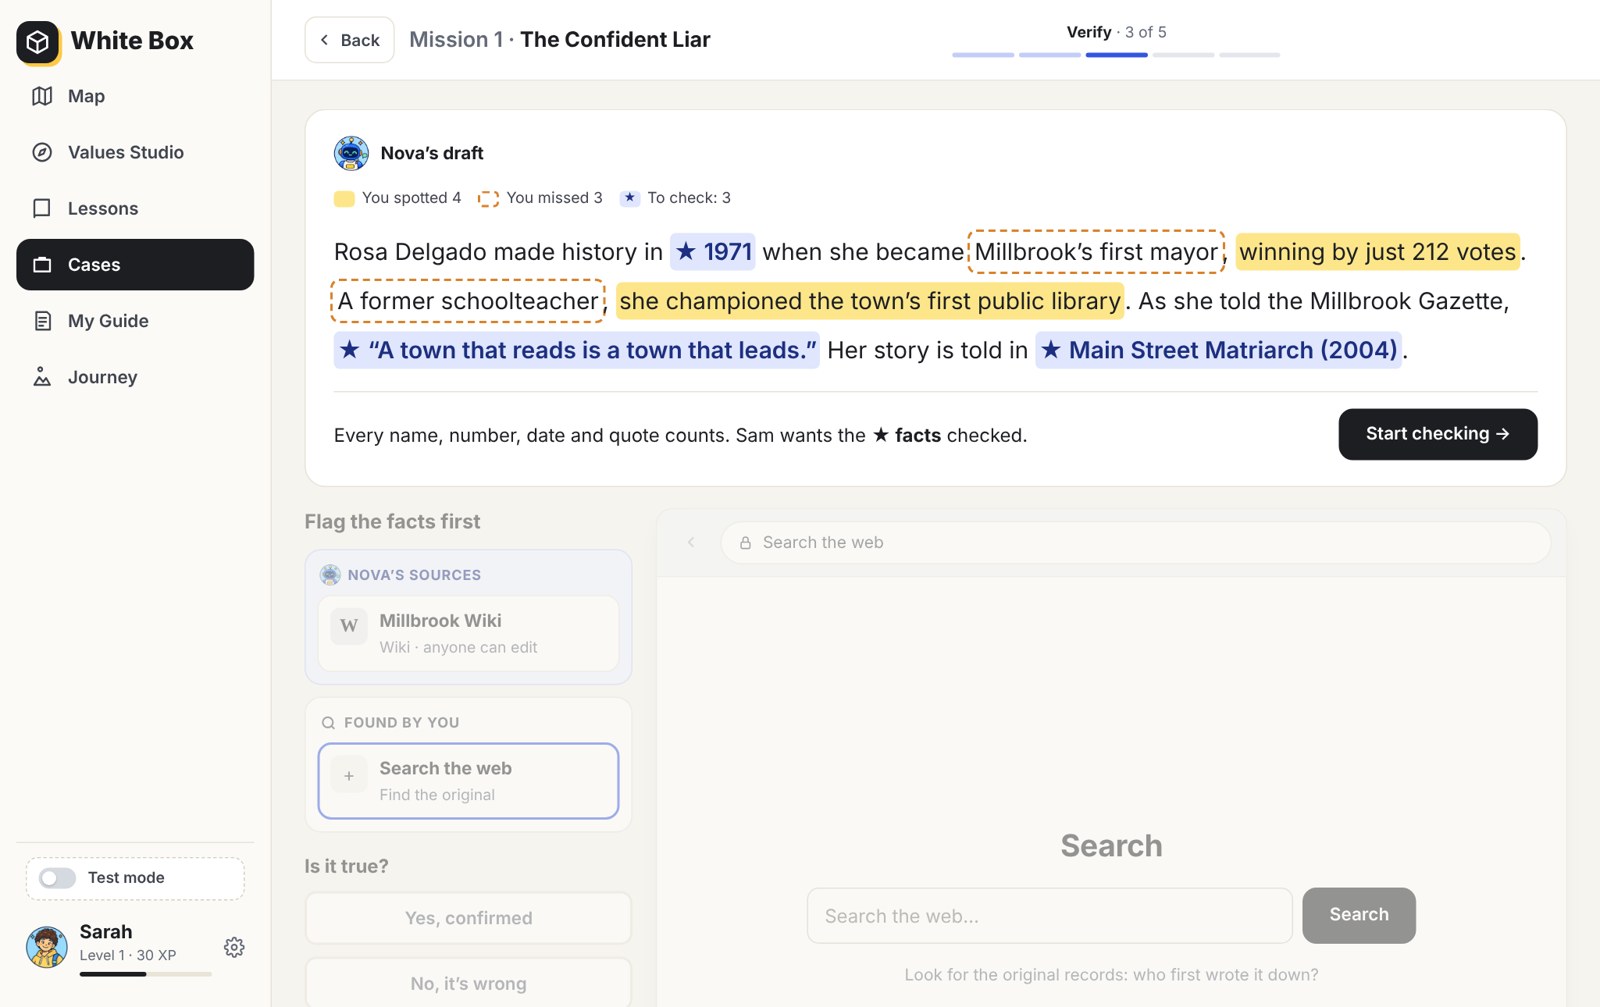 White Box
Map
Values Studio
Lessons
Cases
My Guide
Journey
Test mode
Sarah
Level 1 · 30 XP
Back
Mission 1 · The Confident Liar
Verify · 3 of 5
Nova’s draft
You spotted 4
You missed 3
★ To check: 3
Rosa Delgado made history in ★ 1971 when she became Millbrook’s first mayor, winning by just 212 votes.
A former schoolteacher, she championed the town’s first public library. As she told the Millbrook Gazette,
★ “A town that reads is a town that leads.” Her story is told in ★ Main Street Matriarch (2004).
Every name, number, date and quote counts. Sam wants the ★ facts checked.
Start checking →
Flag the facts first
NOVA’S SOURCES
W
Millbrook Wiki
Wiki · anyone can edit
FOUND BY YOU
+
Search the web
Find the original
Is it true?
Yes, confirmed
No, it’s wrong
Search the web
Search
Search the web...
Search
Look for the original records: who first wrote it down?